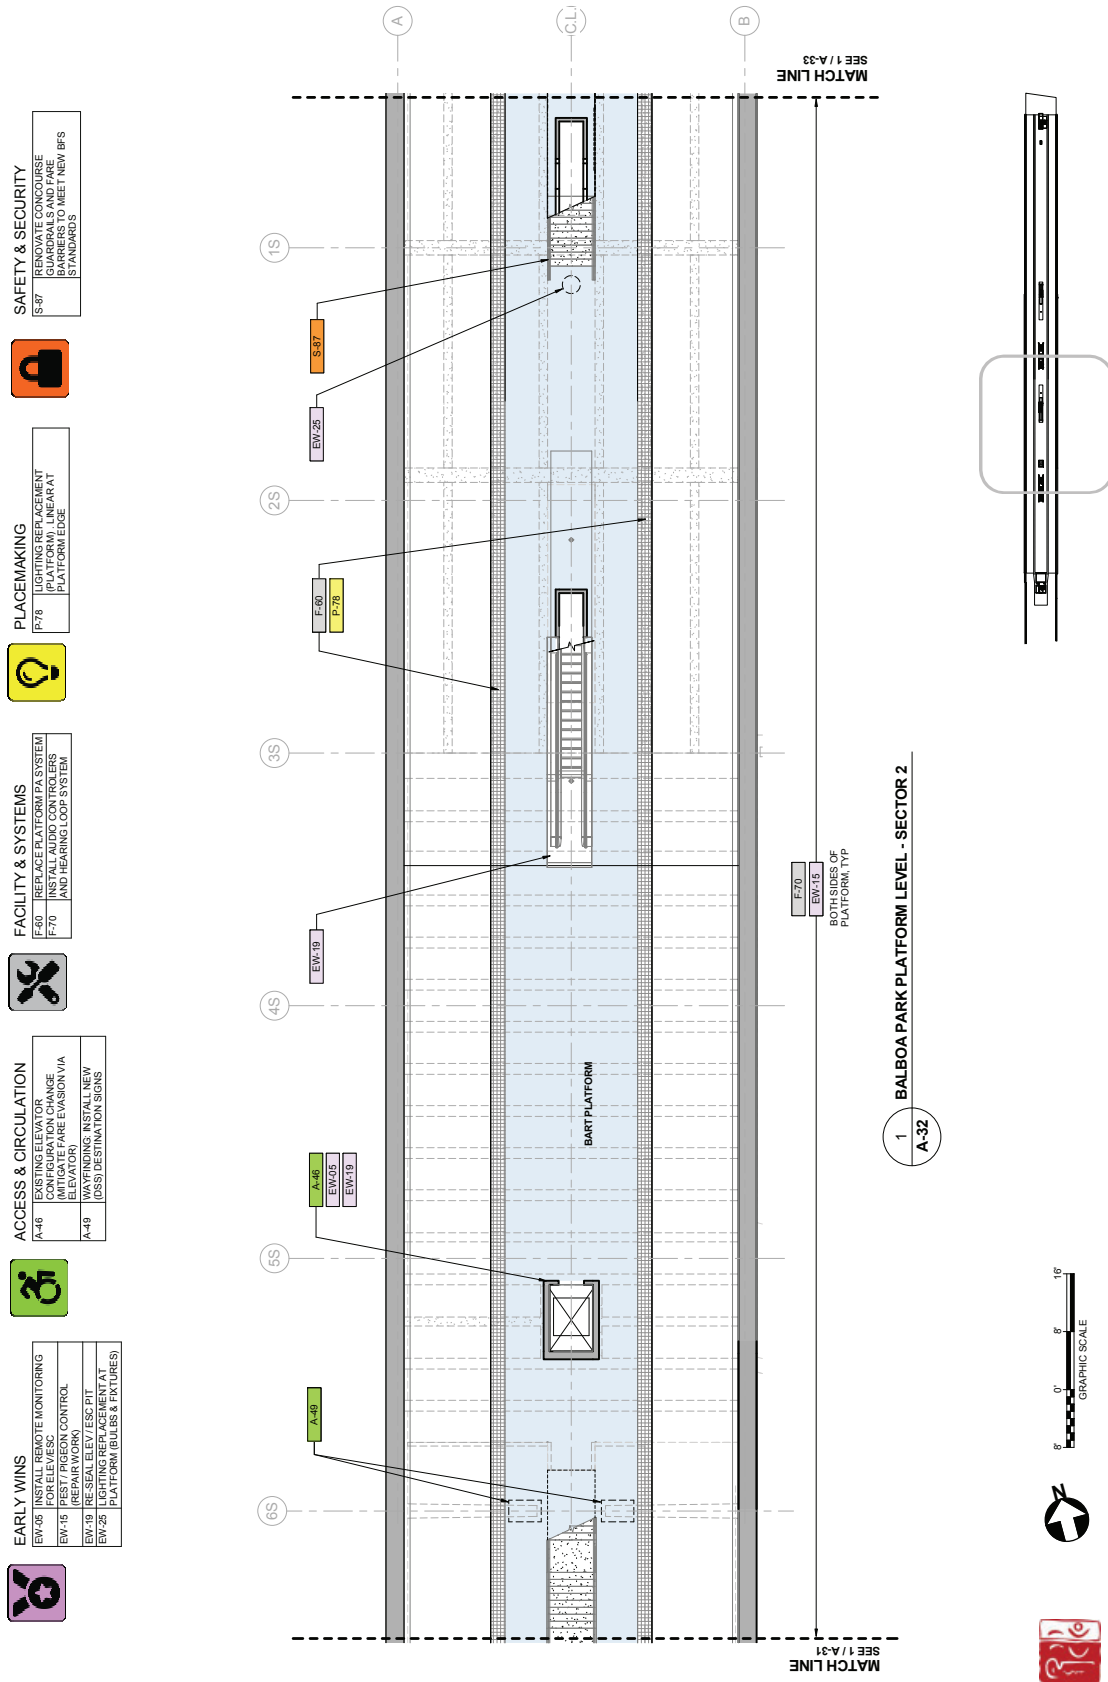 EARLY WINS
EW-05 INSTALL REMOTE MONITORING
FOR ELEV/ESC
EW-15 PEST / PIGEON CONTROL
(REPAIR WORK)
EW-19 RE-SEAL ELEV / ESC PIT
EW-25 LIGHTING REPLACEMENT AT
PLATFORM (BULBS & FIXTURES)
ACCESS & CIRCULATION
A-46 EXISTING ELEVATOR
CONFIGURATION CHANGE
(MITIGATE FARE EVASION VIA
ELEVATOR)
A-49 WAYFINDING: INSTALL NEW
(DSS) DESTINATION SIGNS
FACILITY & SYSTEMS
F-60 REPLACE PLATFORM PA SYSTEM
F-70 INSTALL AUDIO CONTROLERS
AND HEARING LOOP SYSTEM
PLACEMAKING
P-78 LIGHTING REPLACEMENT
(PLATFORM) . LINEAR AT
PLATFORM EDGE
SAFETY & SECURITY
S-87 RENOVATE CONCOURSE
GUARDRAILS AND FARE
BARRIERS TO MEET NEW BFS
STANDARDS
6S
5S
4S
3S
2S
1S
A
C.L.
B
A-49
A-46
EW-05
EW-19
EW-19
F-60
P-78
EW-25
S-87
BART PLATFORM
F-70
EW-15
BOTH SIDES OF
PLATFORM, TYP
MATCH LINE
SEE 1 / A-31
MATCH LINE
SEE 1 / A-33
1
A-32
BALBOA PARK PLATFORM LEVEL - SECTOR 2
N
8'
0'
8'
16'
GRAPHIC SCALE